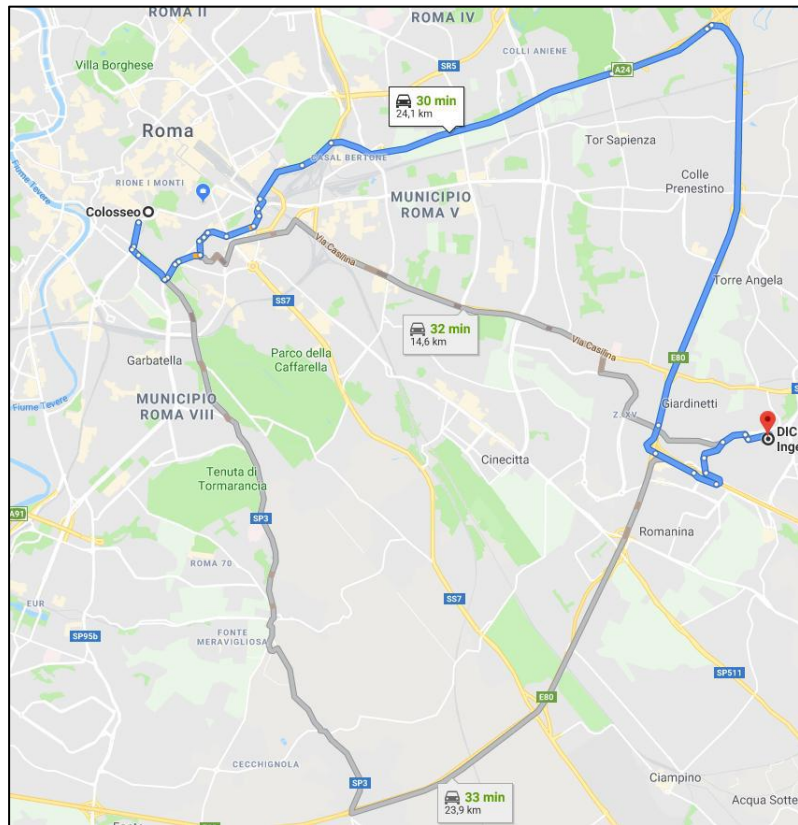 ROMA II
ROMA IV
COLLI ANIENE
Villa Borghese
SR5
A24
30 min
24,1 km
Roma
CASAL BERTONE
Tor Sapienza
Fiume Tevere
RIONE I MONTI
MUNICIPIO
ROMA V
Colle
Prenestino
Colosseo
Via Casilina
Torre Angela
SS7
32 min
14,6 km
Via Casilina
Garbatella
Parco della
Caffarella
E80
Fiume Tevere
MUNICIPIO
ROMA VIII
Giardinetti
Z. XV
DIC
Inge
Cinecitta
Tenuta di
Tormarancia
A91
SP3
Romanina
ROMA 70
EUR
SS7
SP95b
FONTE
MERAVIGLIOSA
SP511
E80
CECCHIGNOLA
SP3
33 min
23,9 km
Ciampino
Acqua Sotte